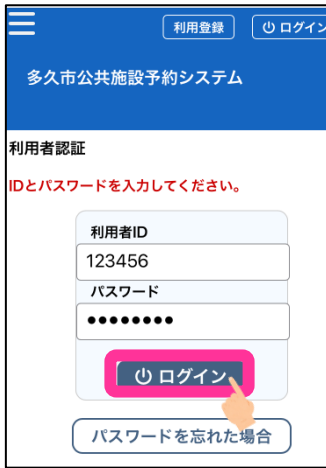 利用登録 ログイン
多久市公共施設予約システム
利用者認証
IDとパスワードを入力してください。
利用者ID
123456
パスワード
●●●●●●●●
ログイン
パスワードを忘れた場合